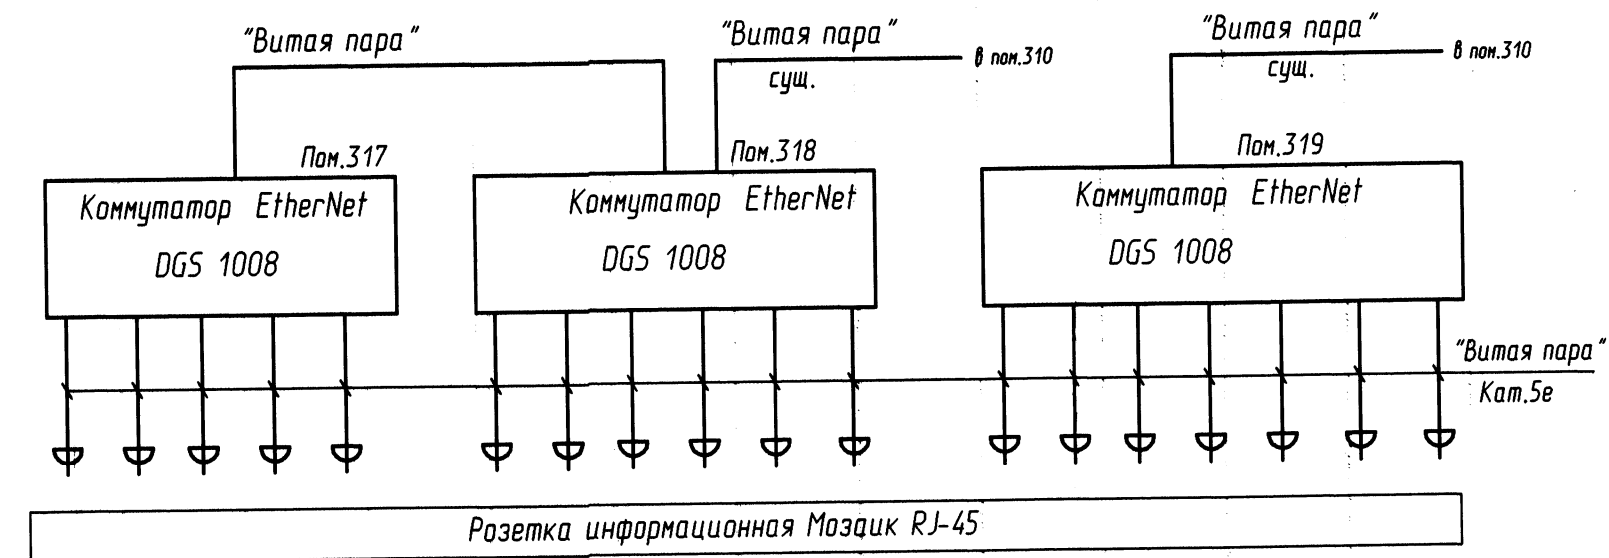 "Витая пара"
"Витая пара"
сущ.
в пом.310
"Витая пара"
сущ.
в пом.310
Пом.317
Коммутатор EtherNet
DGS 1008
Пом.318
Коммутатор EtherNet
DGS 1008
Пом.319
Коммутатор EtherNet
DGS 1008
"Витая пара"
Кат.5е
Розетка информационная Мозаик RJ-45